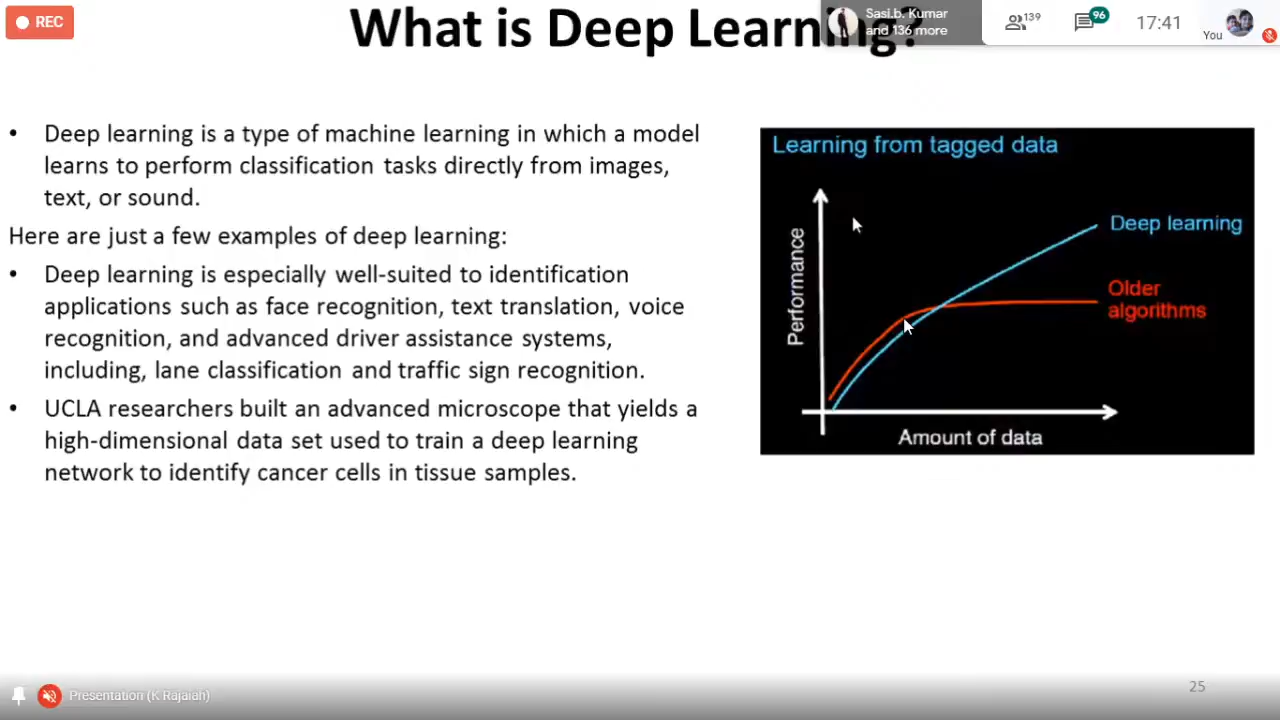 REC
What is Deep Learning?
Sasi.b. Kumar
and 136 more
139
96
17:41
You
• Deep learning is a type of machine learning in which a model
learns to perform classification tasks directly from images,
text, or sound.
Here are just a few examples of deep learning:
• Deep learning is especially well-suited to identification
applications such as face recognition, text translation, voice
recognition, and advanced driver assistance systems,
including, lane classification and traffic sign recognition.
• UCLA researchers built an advanced microscope that yields a
high-dimensional data set used to train a deep learning
network to identify cancer cells in tissue samples.
Learning from tagged data
Performance
Deep learning
Older
algorithms
Amount of data
Presentation (K Rajaiah)
25